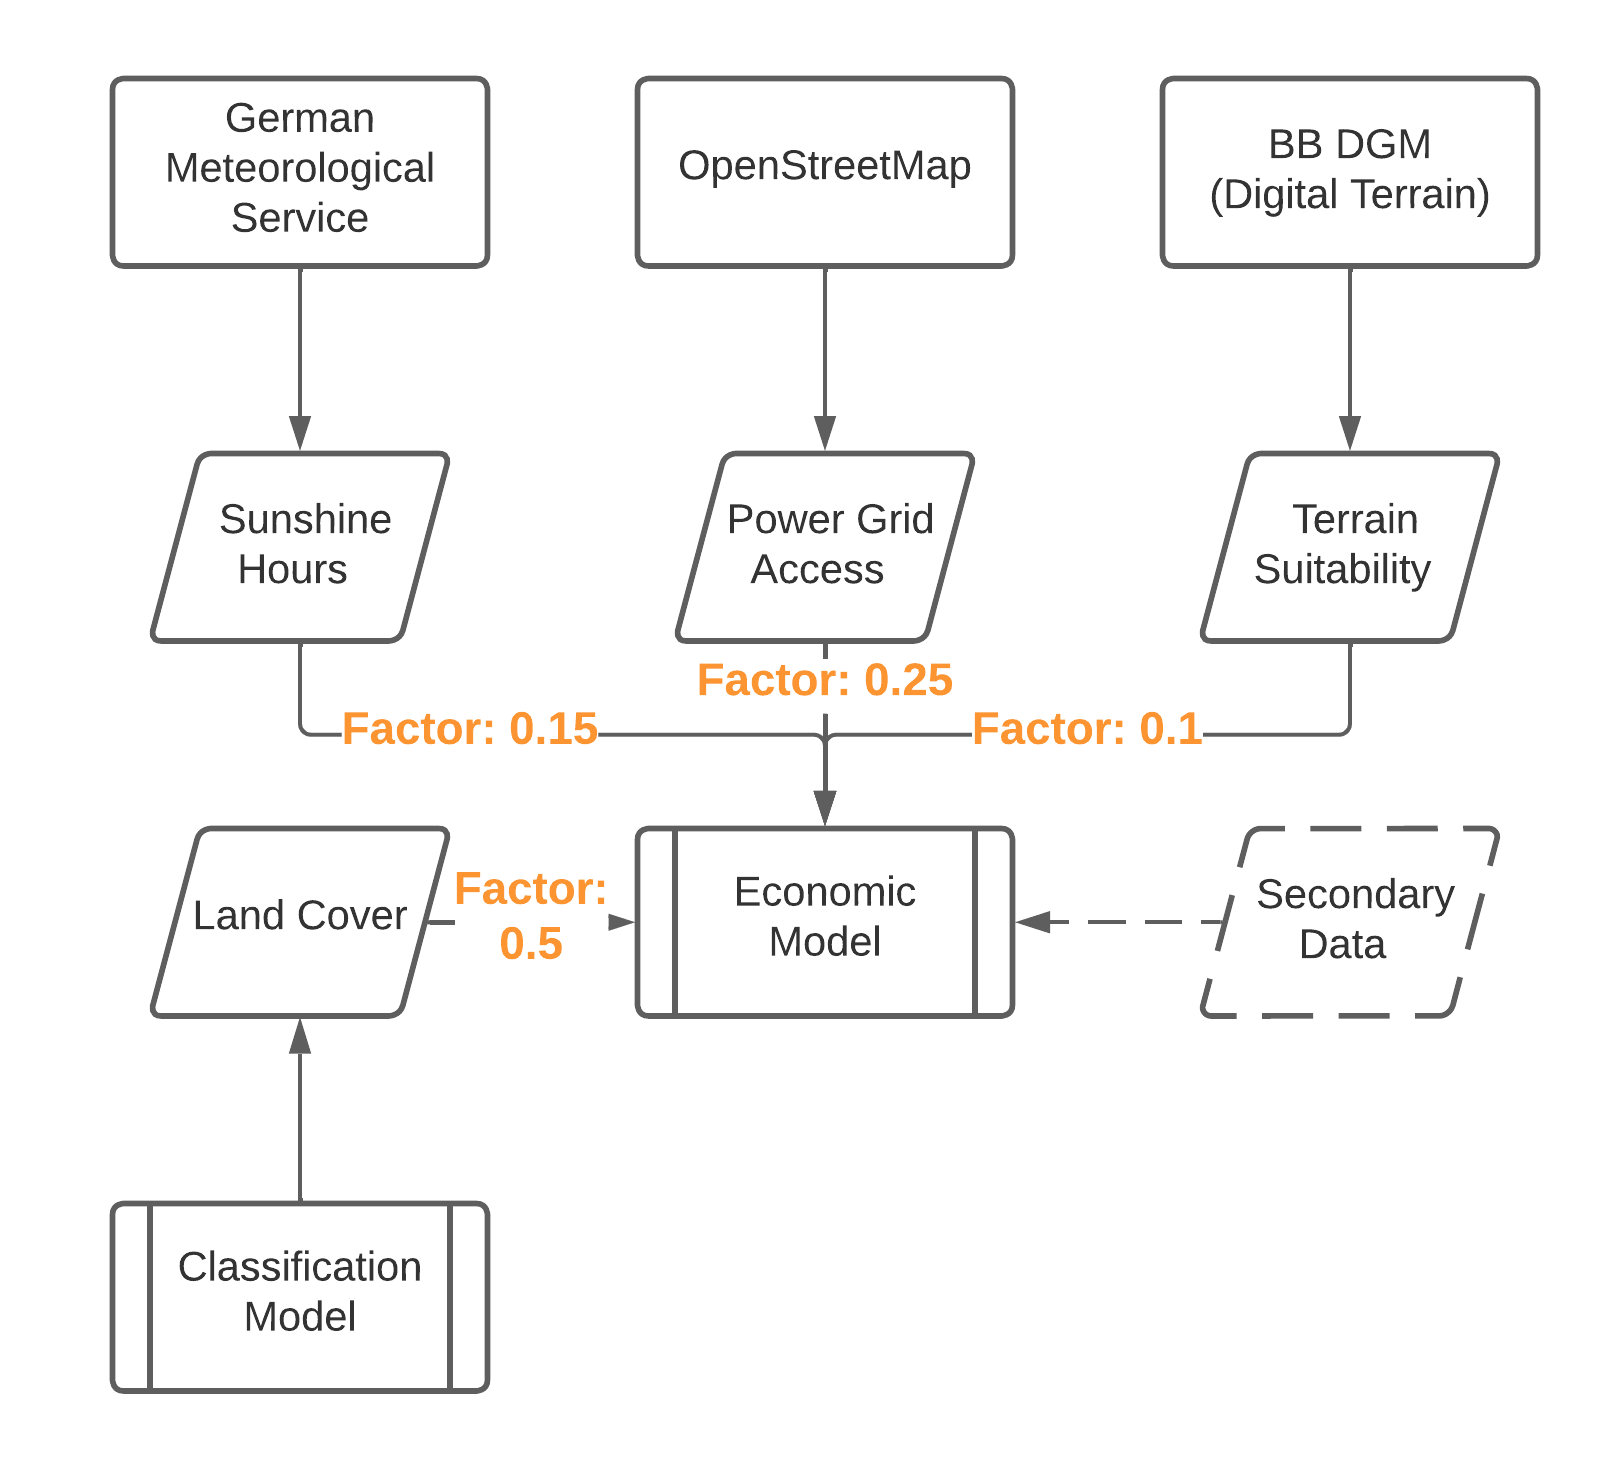 German
Meteorological
Service
OpenStreetMap
BB DGM
(Digital Terrain)
Sunshine
Hours
Power Grid
Access
Terrain
Suitability
Factor: 0.25
Factor: 0.15
Factor: 0.1
Land Cover
Factor:
0.5
Economic
Model
Secondary
Data
Classification
Model